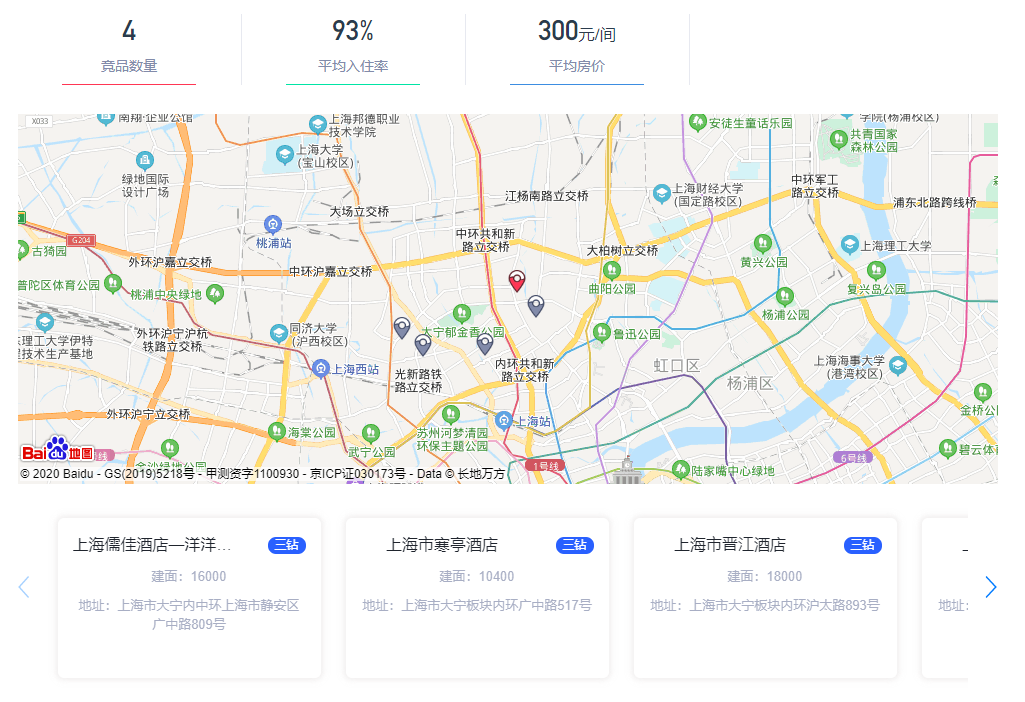 4
竞品数量
93%
平均入住率
300元/间
平均房价
X033
南翔·企业公馆
上海邦德职业
技术学院
安徒生童话乐园
学院(杨浦校区)
共青国家
森林公园
上海大学
(宝山校区)
绿地国际
设计广场
中环军工
路立交桥
上海财经大学
(国定路校区)
江杨南路立交桥
浦东北路跨线桥
大场立交桥
桃浦站
G204
中环共和新
路立交桥
上海理工大学
古猗园
大柏树立交桥
黄兴公园
外环沪嘉立交桥
中环沪嘉立交桥
普陀区体育公园
桃浦中央绿地
曲阳公园
复兴岛公园
杨浦公园
东理工大学伊特
程技术生产基地
外环沪宁沪杭
铁路立交桥
同济大学
(沪西校区)
大宁郁金香公园
鲁迅公园
上海西站
光新路铁
路立交桥
内环共和新
路立交桥
虹口区
杨浦区
上海海事大学
(港湾校区)
外环沪宁立交桥
海棠公园
苏州河梦清园
环保主题公园
上海站
金桥公
武宁公园
碧云体
Bai du 地图
线
金沙绿地公园
1号线
陆家嘴中心绿地
6号线
© 2020 Baidu - GS(2019)5218号 - 甲测资字1100930 - 京ICP证030173号 - Data © 长地万方
上海儒佳酒店—洋洋...
三钻
建面：16000
地址：上海市大宁内中环上海市静安区
广中路809号
上海市寒亭酒店
三钻
建面：10400
地址：上海市大宁板块内环广中路517号
上海市晋江酒店
三钻
建面：18000
地址：上海市大宁板块内环沪太路893号
地址：